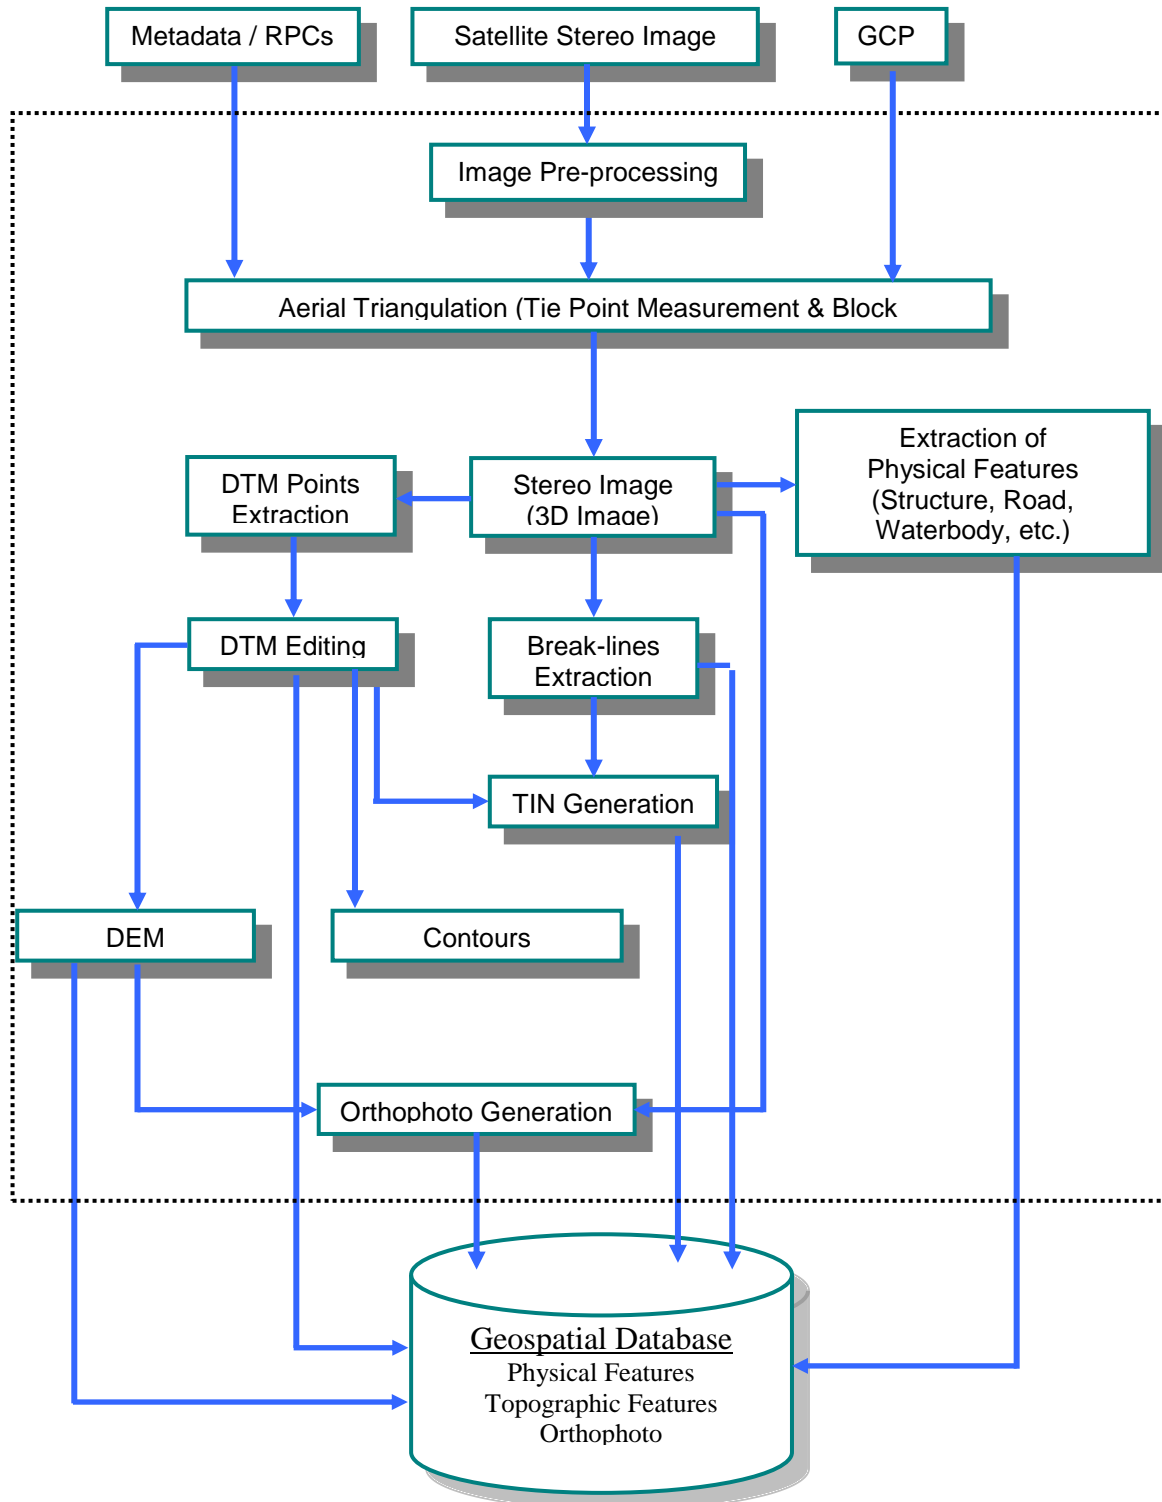 Metadata / RPCs
Satellite Stereo Image
GCP
Image Pre-processing
Aerial Triangulation (Tie Point Measurement & Block
Extraction of
Physical Features
(Structure, Road,
Waterbody, etc.)
DTM Points
Extraction
Stereo Image
(3D Image)
DTM Editing
Break-lines
Extraction
TIN Generation
DEM
Contours
Orthophoto Generation
Geospatial Database
Physical Features
Topographic Features
Orthophoto